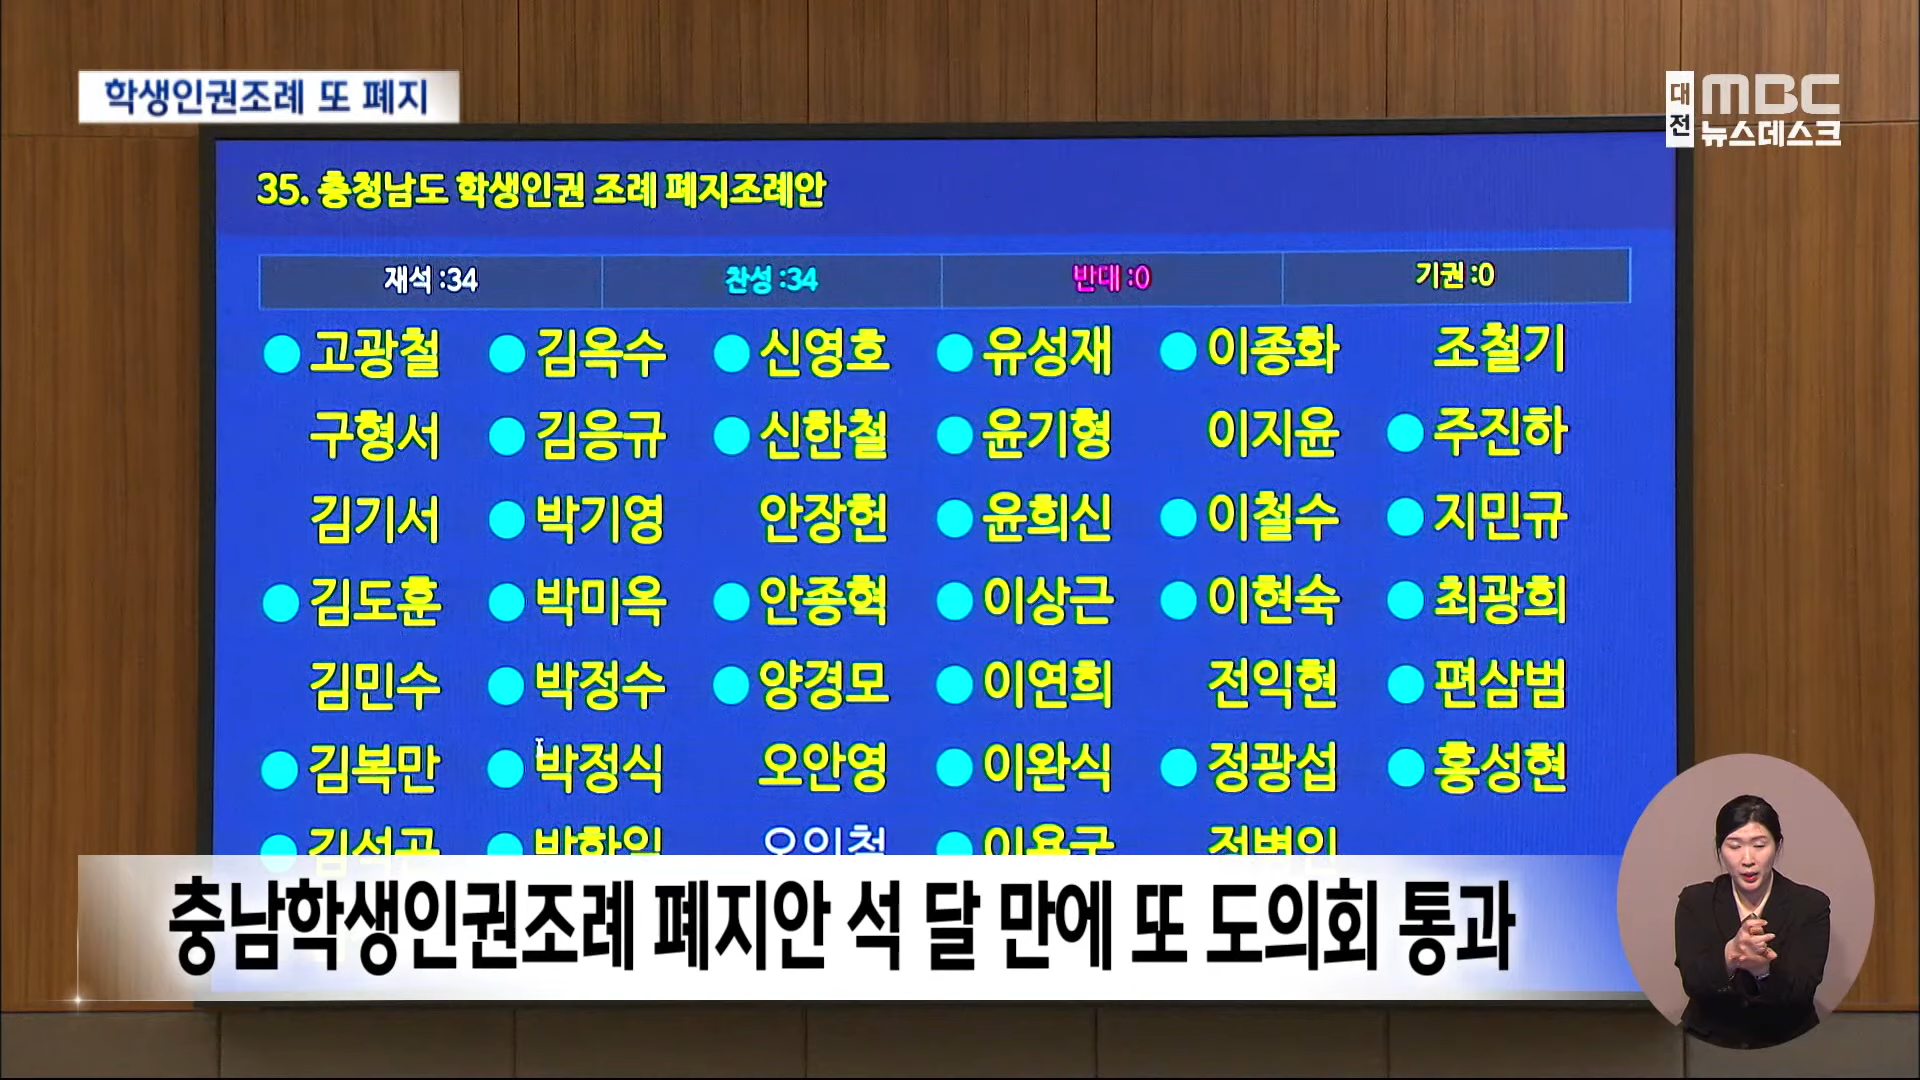 학생인권조례 또 폐지
대전 MBC
뉴스데스크
35. 충청남도 학생인권 조례 폐지조례안
재석 :34 찬성 :34 반대 :0 기권 :0
고광철 김옥수 신영호 유성재 이종화 조철기
구형서 김응규 신한철 윤기형 이지윤 주진하
김기서 박기영 안장헌 윤희신 이철수 지민규
김도훈 박미옥 안종혁 이상근 이현숙 최광희
김민수 박정수 양경모 이연희 전익현 편삼범
김복만 박정식 오안영 이완식 정광섭 홍성현
충남학생인권조례 폐지안 석 달 만에 또 도의회 통과